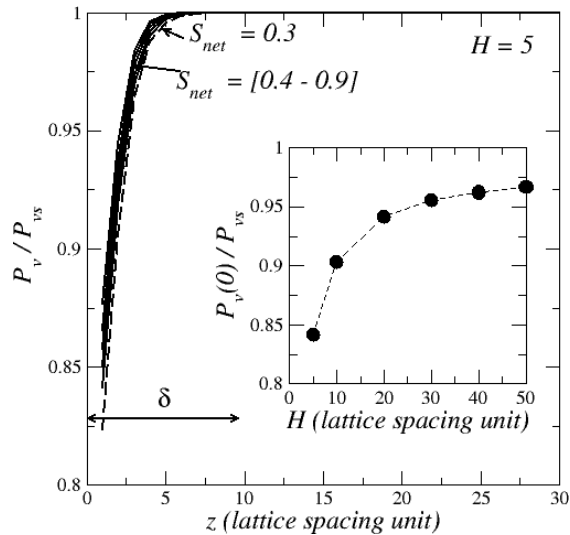 1
0.95
0.9
0.85
0.8
P_v / P_vs
S_net = 0.3
H = 5
S_net = [0.4 - 0.9]
1
0.95
0.9
0.85
0.8
P_v(0) / P_vs
0 10 20 30 40 50
H (lattice spacing unit)
δ
0 5 10 15 20 25 30
z (lattice spacing unit)